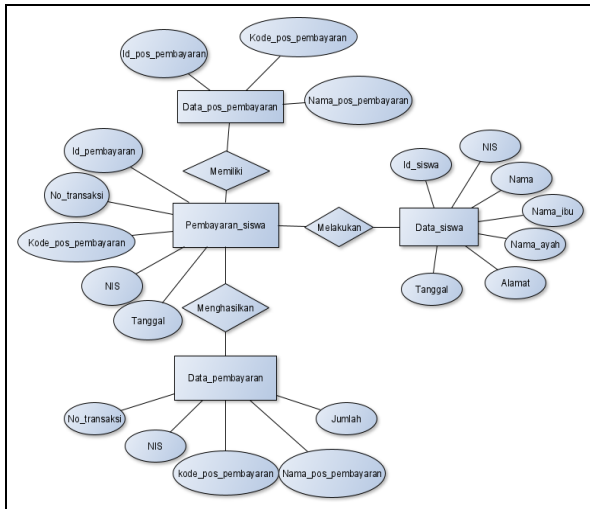 Kode_pos_pembayaran
Id_pos_pembayaran
Nama_pos_pembayaran
Data_pos_pembayaran
Memiliki
Id_pembayaran
No_transaksi
Kode_pos_pembayaran
NIS
Tanggal
Pembayaran_siswa
Melakukan
Data_siswa
Id_siswa
NIS
Nama
Nama_ibu
Nama_ayah
Alamat
Tanggal
Menghasilkan
Data_pembayaran
No_transaksi
NIS
kode_pos_pembayaran
Nama_pos_pembayaran
Jumlah